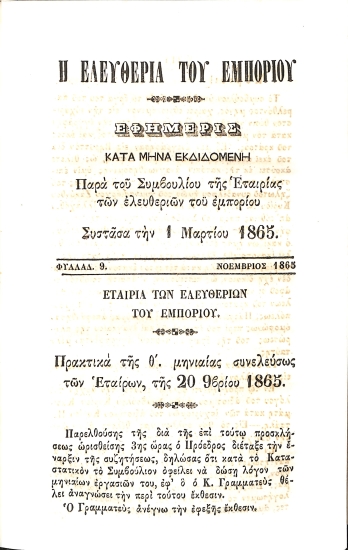 Η ΕΛΕΥΘΕΡΙΑ ΤΟΥ ΕΜΠΟΡΙΟΥ
ΕΦΗΜΕΡΙΣ
ΚΑΤΑ ΜΗΝΑ ΕΚΔΙΔΟΜΕΝΗ
Παρὰ τοῦ Συμβουλίου τῆς Ἑταιρίας
τῶν ἐλευθεριῶν τοῦ ἐμπορίου
Συστᾶσα τὴν 1 Μαρτίου 1865.
ΦΥΛΛΑΔ. 9. ΝΟΕΜΒΡΙΟΣ 1865
ΕΤΑΙΡΙΑ ΤΩΝ ΕΛΕΥΘΕΡΙΩΝ
ΤΟΥ ΕΜΠΟΡΙΟΥ.
Πρακτικὰ τῆς θ΄. μηνιαίας συνελεύσως
τῶν Ἑταίρων, τῆς 20 9βρίου 1865.
Παρελθούσης τῆς διὰ τῆς ἐπὶ τούτῳ προσκλή-
σεως ὡρισθείσης 3ης ὥρας ὁ Πρόεδρος διέταξε τὴν ἔ-
ναρξιν τῆς συζητήσεως, δηλώσας ὅτι κατὰ τὸ Κατα-
στατικὸν τὸ Συμβούλιον ὀφείλει νὰ δώσῃ λόγον τῶν
μηνιαίων ἐργασιῶν του, ἐφ' ᾧ ὁ Κ. Γραμματεὺς θέ-
λει ἀναγνώσει τὴν περὶ τούτου ἔκθεσιν.
Ὁ Γραμματεὺς ἀνέγνω τὴν ἐφεξῆς ἔκθεσιν.